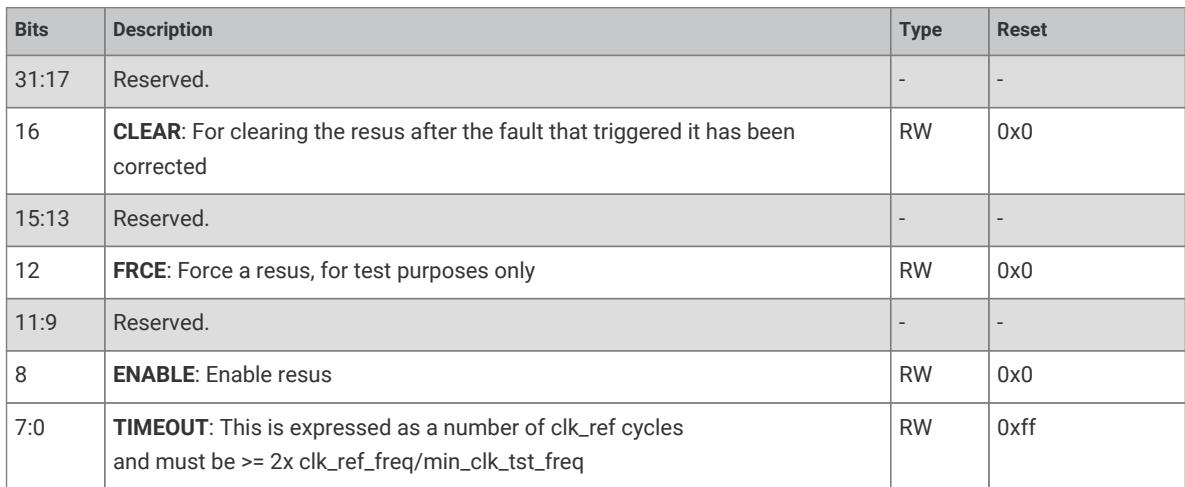 Bits Description Type Reset
31:17 Reserved. - -
16 CLEAR: For clearing the resus after the fault that triggered it has been RW 0x0
corrected
15:13 Reserved. - -
12 FRCE: Force a resus, for test purposes only RW 0x0
11:9 Reserved. - -
8 ENABLE: Enable resus RW 0x0
7:0 TIMEOUT: This is expressed as a number of clk_ref cycles RW 0xff
and must be >= 2x clk_ref_freq/min_clk_tst_freq